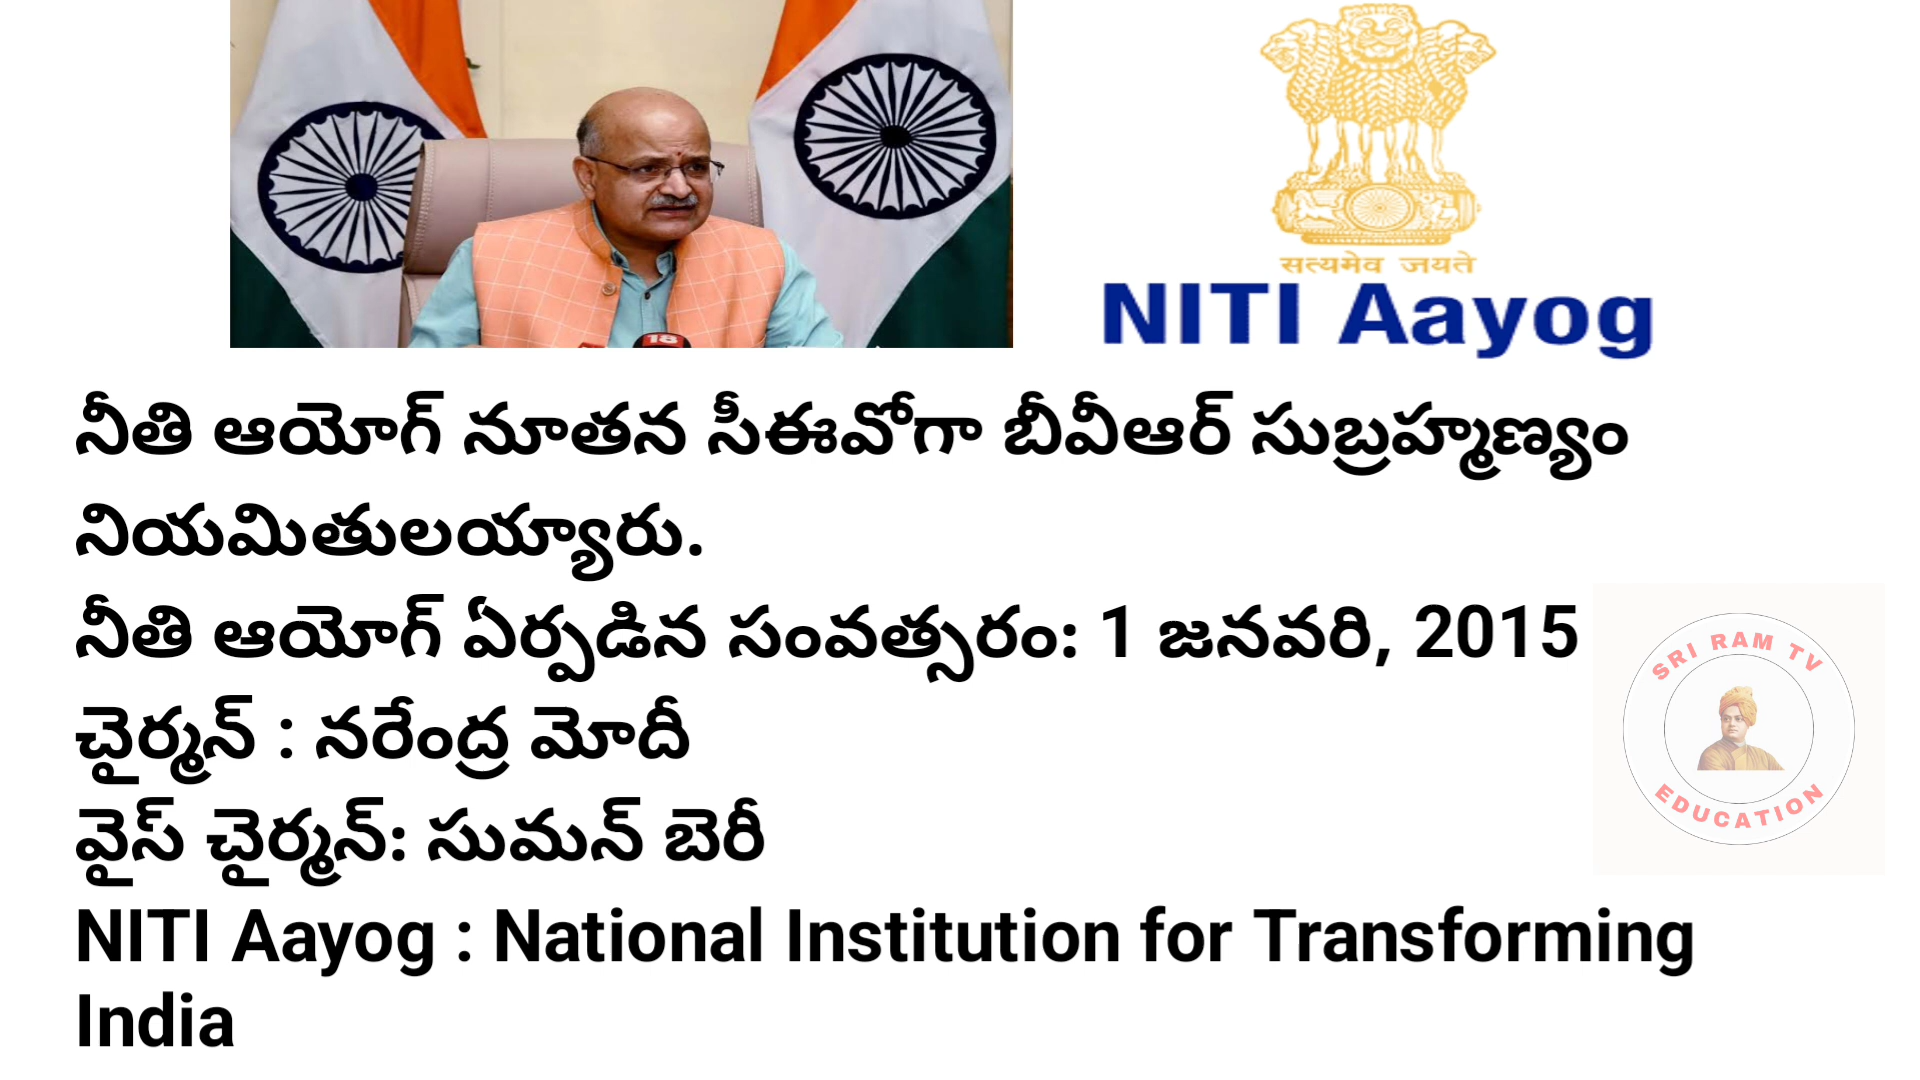 सत्यमेव जयते
NITI Aayog
18
నీతి ఆయోగ్ నూతన సీఈవోగా బీవీఆర్ సుబ్రహ్మణ్యం
నియమితులయ్యారు.
నీతి ఆయోగ్ ఏర్పడిన సంవత్సరం: 1 జనవరి, 2015
చైర్మన్ : నరేంద్ర మోదీ
వైస్ చైర్మన్: సుమన్ బెరీ
NITI Aayog : National Institution for Transforming
India
SRI RAM TV
EDUCATION